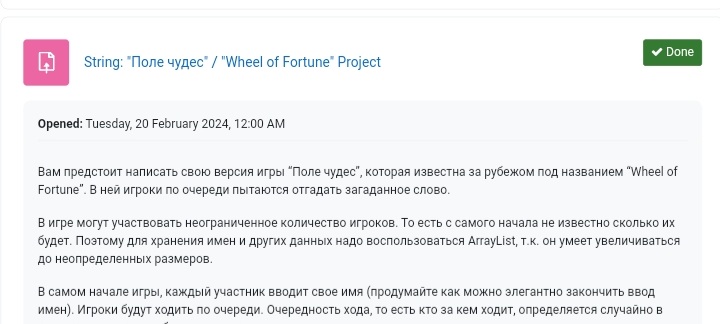 String: "Поле чудес" / "Wheel of Fortune" Project
Done
Opened: Tuesday, 20 February 2024, 12:00 AM
Вам предстоит написать свою версия игры “Поле чудес”, которая известна за рубежом под названием “Wheel of
Fortune”. В ней игроки по очереди пытаются отгадать загаданное слово.
В игре могут участвовать неограниченное количество игроков. То есть с самого начала не известно сколько их
будет. Поэтому для хранения имен и других данных надо воспользоваться ArrayList, т.к. он умеет увеличиваться
до неопределенных размеров.
В самом начале игры, каждый участник вводит свое имя (продумайте как можно элегантно закончить ввод
имен). Игроки будут ходить по очереди. Очередность хода, то есть кто за кем ходит, определяется случайно в